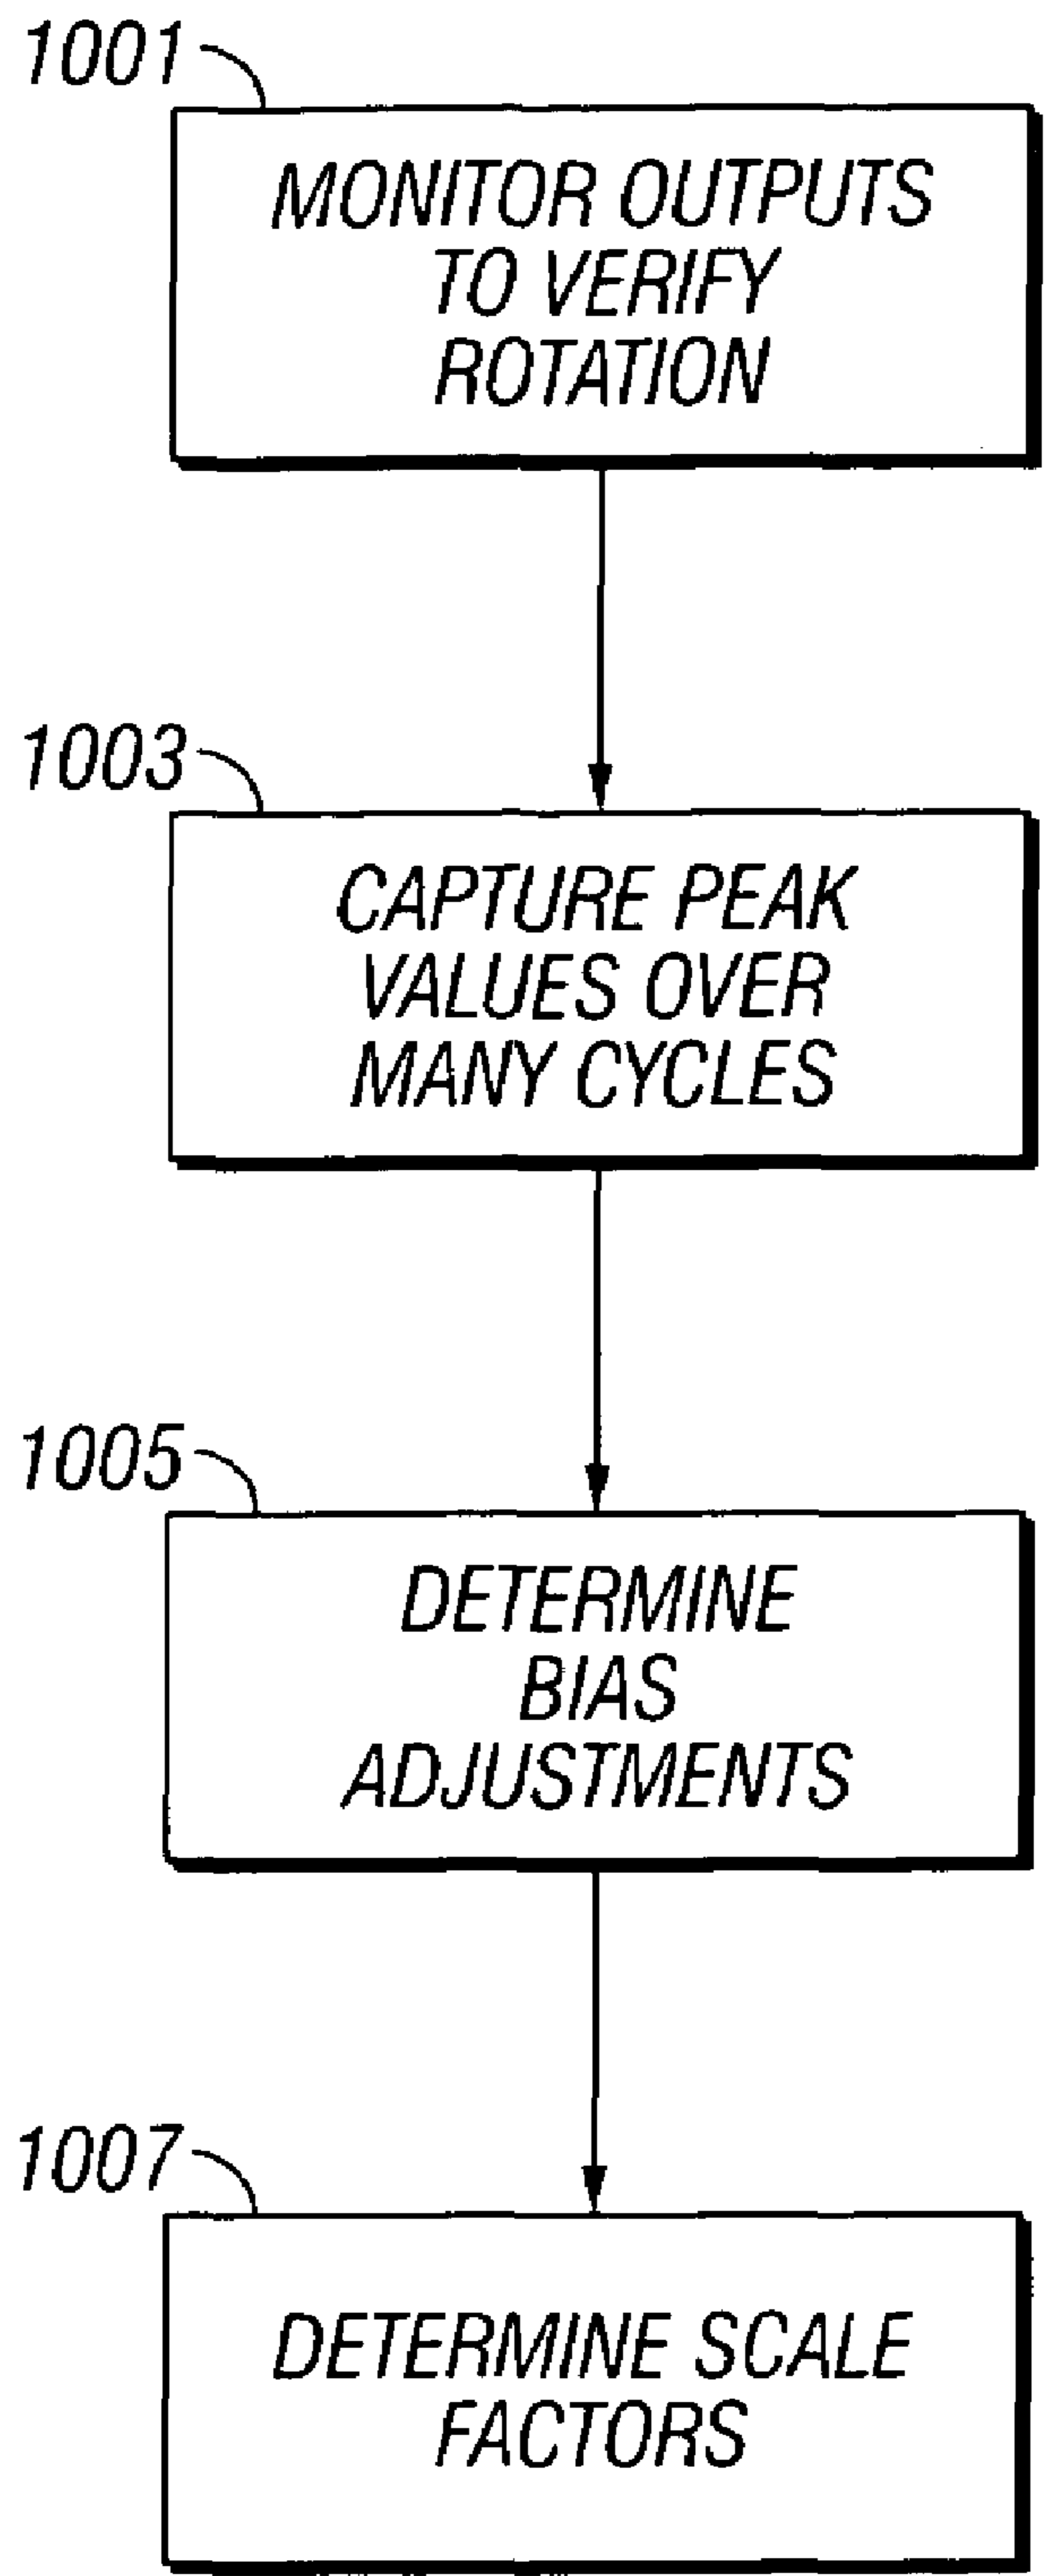 1001
MONITOR OUTPUTS
TO VERIFY
ROTATION
1003
CAPTURE PEAK
VALUES OVER
MANY CYCLES
1005
DETERMINE
BIAS
ADJUSTMENTS
1007
DETERMINE SCALE
FACTORS